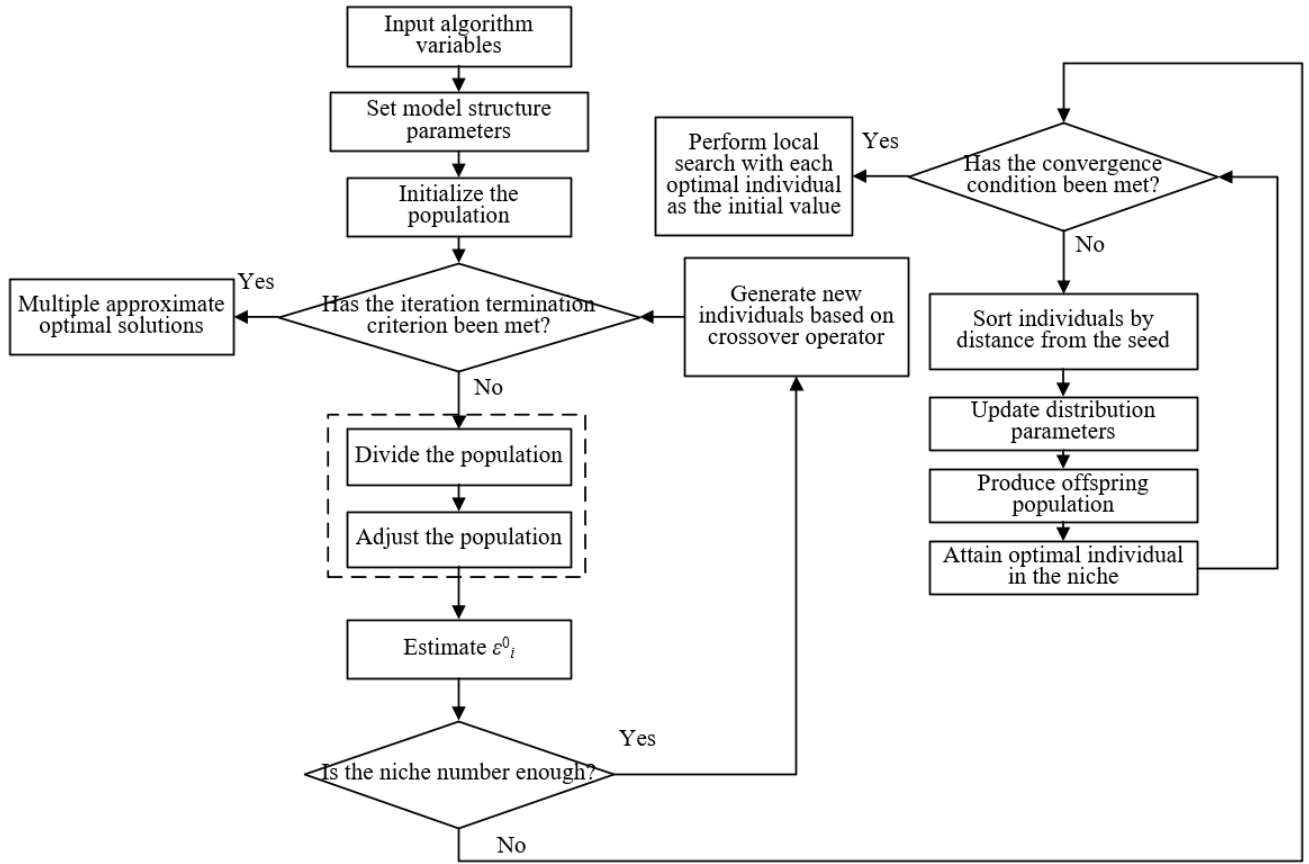 Input algorithm
variables
Set model structure
parameters
Initialize the
population
Has the iteration termination
criterion been met?
Yes
Multiple approximate
optimal solutions
No
Divide the population
Adjust the population
Estimate ε⁰ᵢ
Is the niche number enough?
Yes
No
Generate new
individuals based on
crossover operator
Has the convergence
condition been met?
Yes
Perform local
search with each
optimal individual
as the initial value
No
Sort individuals by
distance from the seed
Update distribution
parameters
Produce offspring
population
Attain optimal individual
in the niche